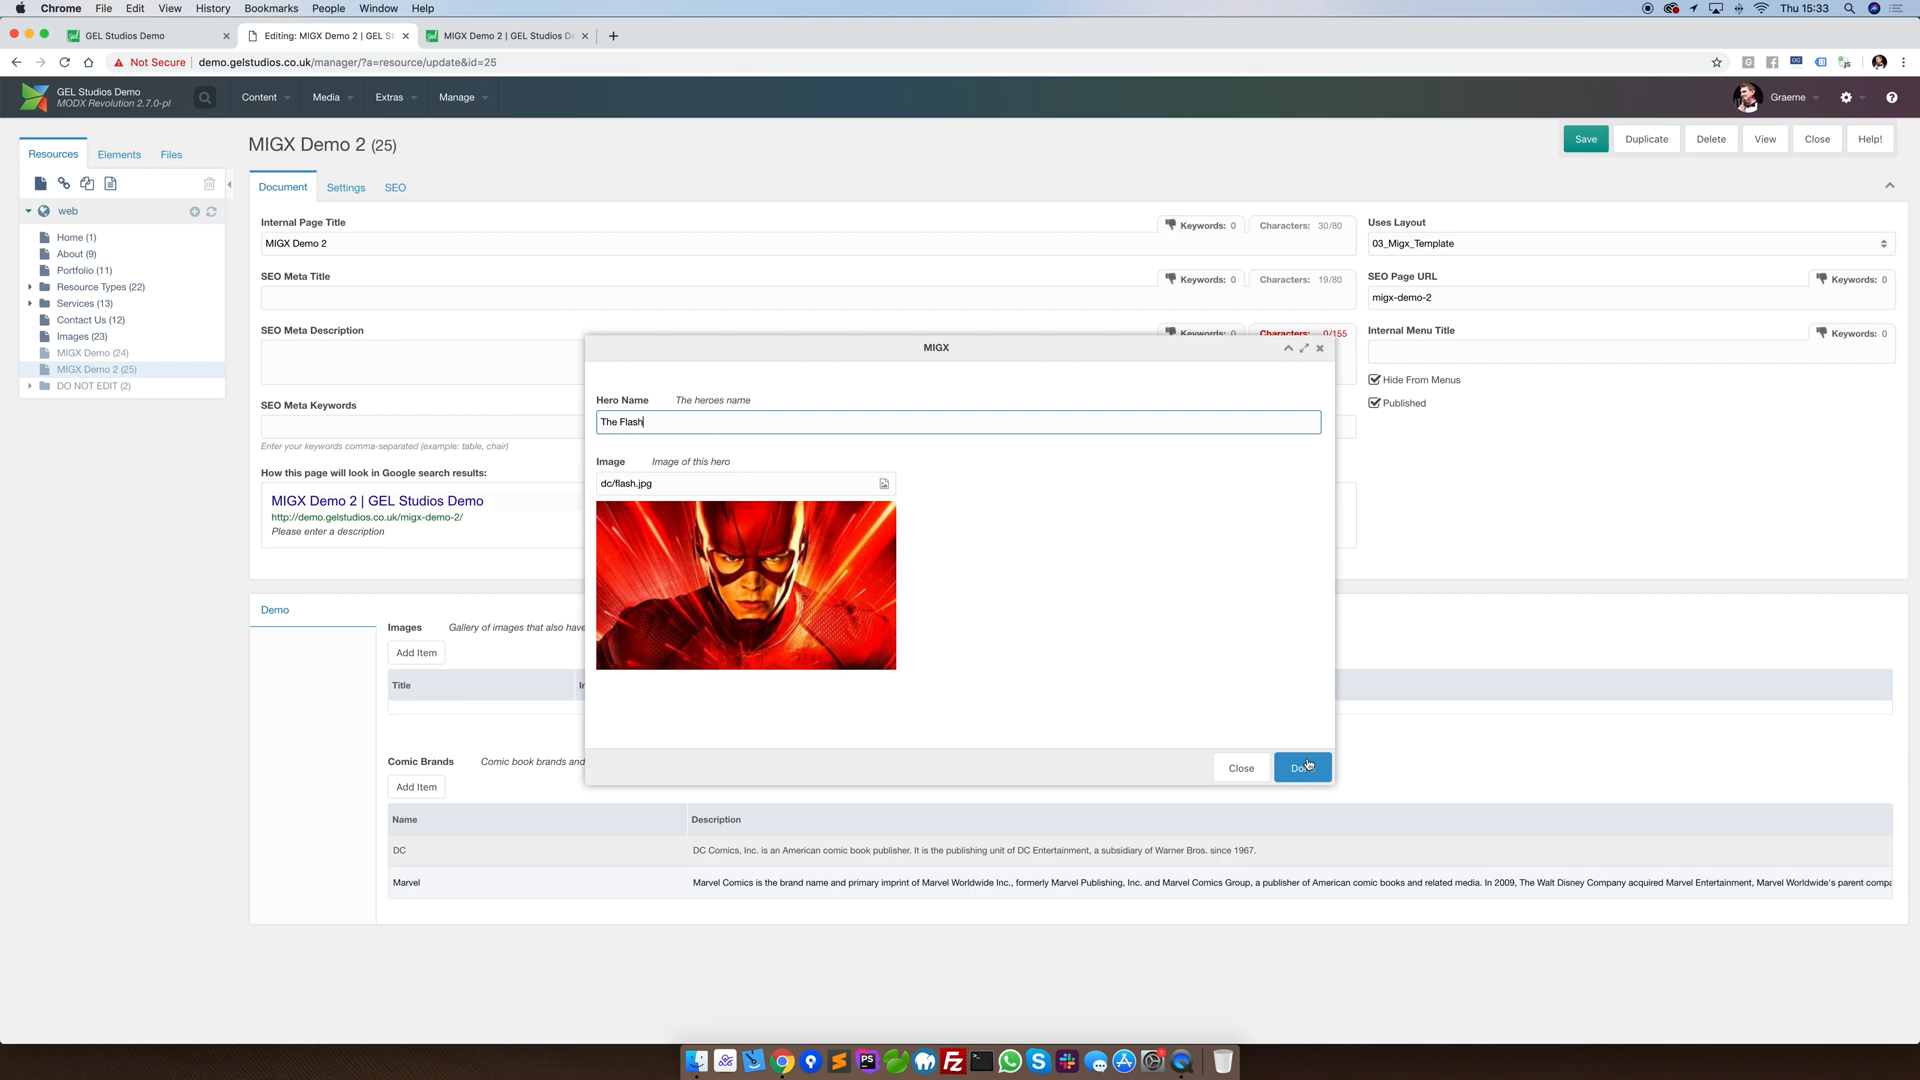 Chrome File Edit View History Bookmarks People Window Help
Thu 15:33
GEL Studios Demo
Editing: MIGX Demo 2 | GEL St
MIGX Demo 2 | GEL Studios De
Not Secure
demo.gelstudios.co.uk/manager/?a=resource/update&id=25
GEL Studios Demo
MODX Revolution 2.7.0-pl
Content
Media
Extras
Manage
Graeme
Resources
Elements
Files
MIGX Demo 2 (25)
Save
Duplicate
Delete
View
Close
Help!
web
Home (1)
About (9)
Portfolio (11)
Resource Types (22)
Services (13)
Contact Us (12)
Images (23)
MIGX Demo (24)
MIGX Demo 2 (25)
DO NOT EDIT (2)
Document
Settings
SEO
Internal Page Title
Keywords: 0
Characters: 30/80
MIGX Demo 2
SEO Meta Title
Keywords: 0
Characters: 19/80
SEO Meta Description
Keywords: 0
Characters: 0/155
SEO Meta Keywords
Enter your keywords comma-separated (example: table, chair)
How this page will look in Google search results:
MIGX Demo 2 | GEL Studios Demo
http://demo.gelstudios.co.uk/migx-demo-2/
Please enter a description
Uses Layout
03_Migx_Template
SEO Page URL
Keywords: 0
migx-demo-2
Internal Menu Title
Keywords: 0
Hide From Menus
Published
MIGX
Hero Name The heroes name
The Flash
Image Image of this hero
dc/flash.jpg
Close
Demo
Images Gallery of images that also have
Add Item
Title
Comic Brands Comic book brands and
Add Item
Name Description
DC DC Comics, Inc. is an American comic book publisher. It is the publishing unit of DC Entertainment, a subsidiary of Warner Bros. since 1967.
Marvel Marvel Comics is the brand name and primary imprint of Marvel Worldwide Inc., formerly Marvel Publishing, Inc. and Marvel Comics Group, a publisher of American comic books and related media. In 2009, The Walt Disney Company acquired Marvel Entertainment, Marvel Worldwide's parent compa
PS
FZ